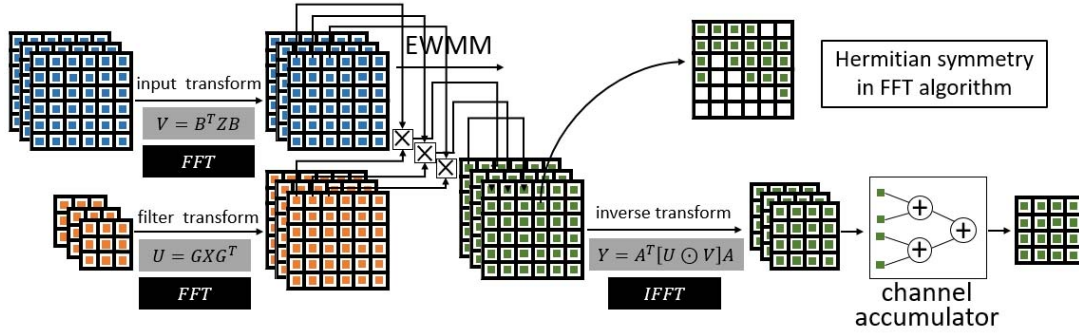 EWMM
Hermitian symmetry
in FFT algorithm
input transform
V = B^T ZB
FFT
filter transform
U = GXG^T
FFT
inverse transform
Y = A^T[U ⊙ V]A
IFFT
channel
accumulator